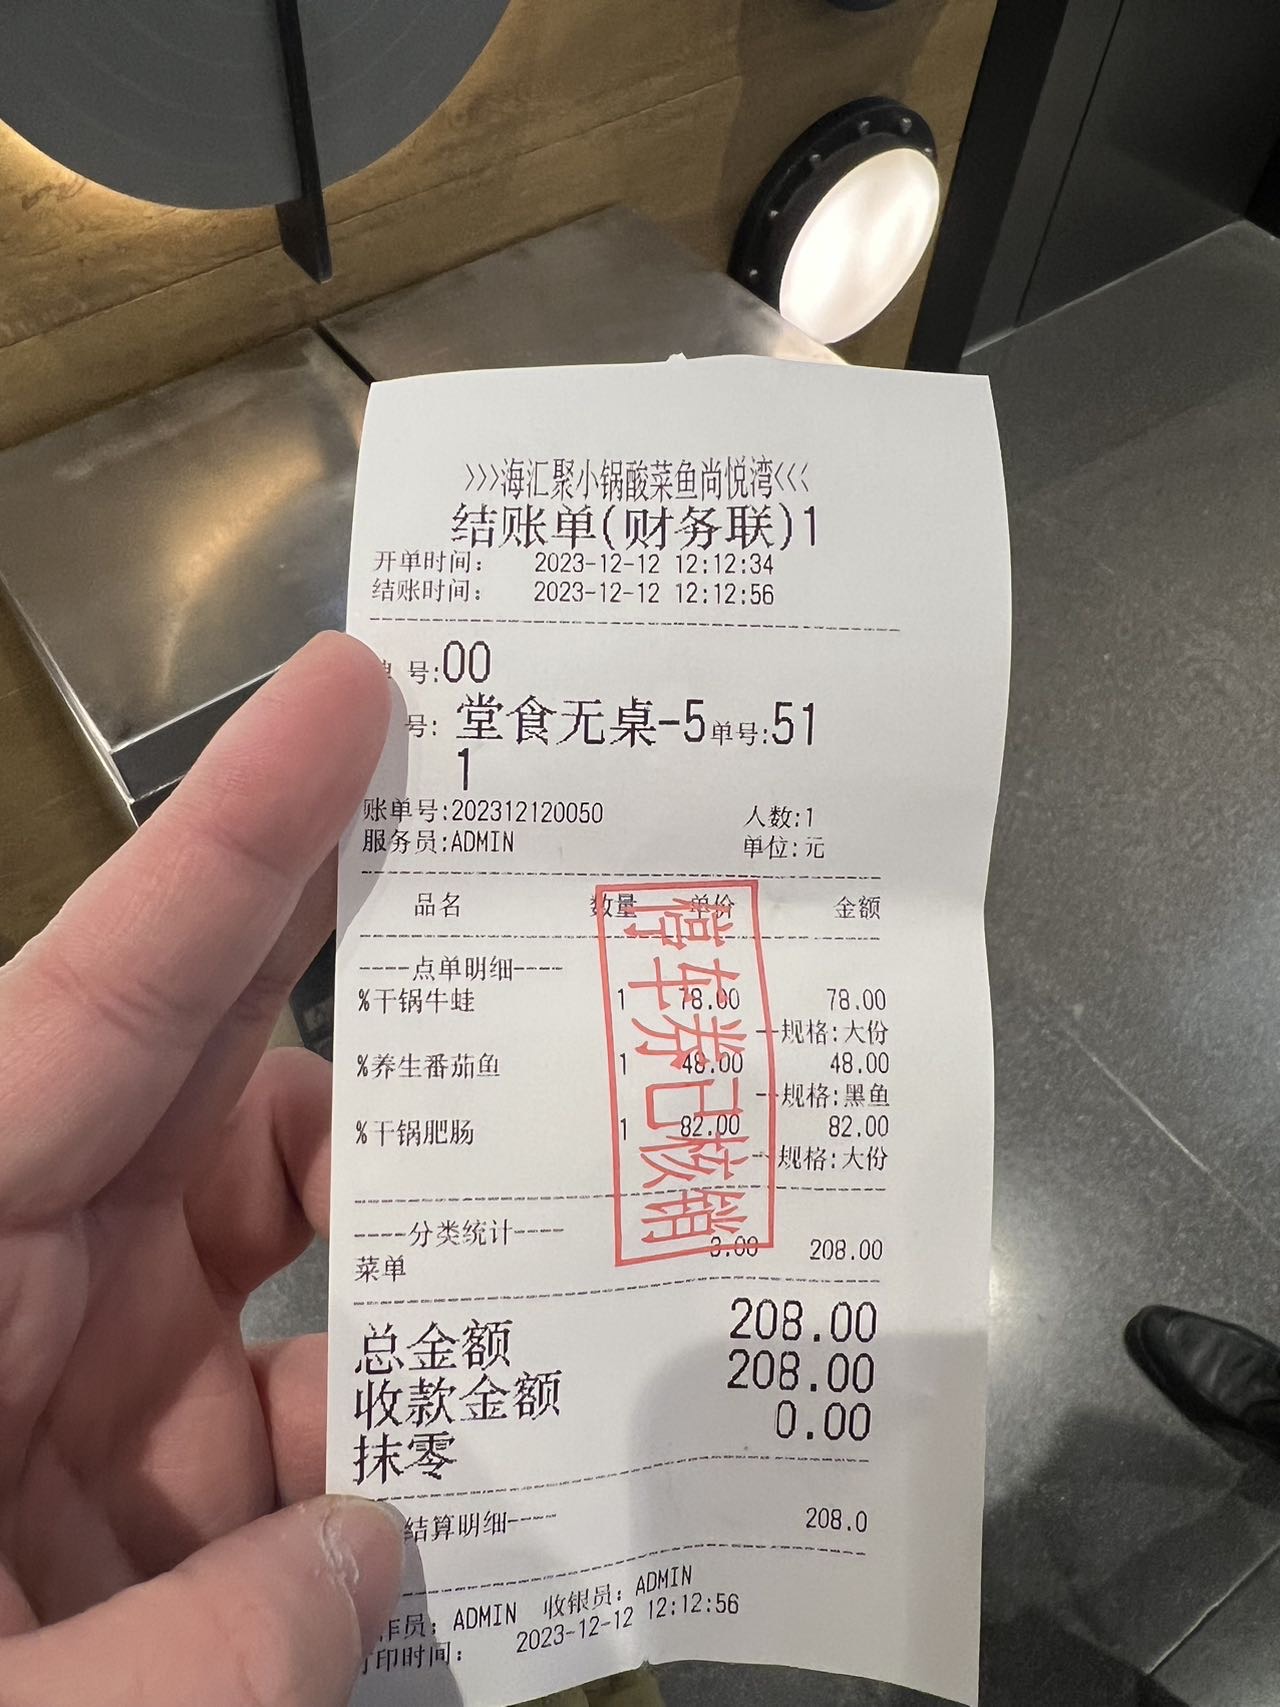 >>>海汇聚小锅酸菜鱼尚悦湾<<<
结账单(财务联)1
开单时间: 2023-12-12 12:12:34
结账时间: 2023-12-12 12:12:56
号:00
号: 堂食无桌-5 单号:51
1
账单号:202312120050 人数:1
服务员:ADMIN 单位:元
品名 数量 单价 金额
----点单明细----
%干锅牛蛙 1 78.00 78.00
—规格:大份
%养生番茄鱼 1 48.00 48.00
—规格:黑鱼
%干锅肥肠 1 82.00 82.00
—规格:大份
----分类统计----
菜单 3.00 208.00
停车券已核销
总金额 208.00
收款金额 208.00
抹零 0.00
结算明细---- 208.0
作员: ADMIN 收银员: ADMIN
印时间: 2023-12-12 12:12:56